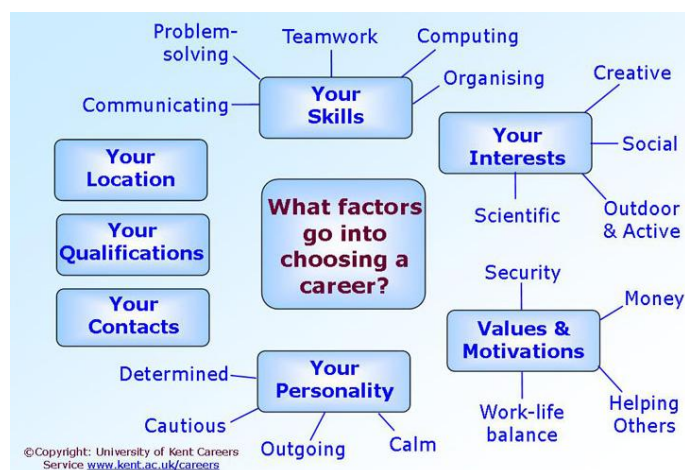 Problem-
solving
Teamwork
Computing
Communicating
Organising
Your
Skills
Creative
Your
Interests
Social
Scientific
Outdoor
& Active
Your
Location
Your
Qualifications
Your
Contacts
What factors
go into
choosing a
career?
Security
Money
Values &
Motivations
Work-life
balance
Helping
Others
Your
Personality
Determined
Cautious
Outgoing
Calm
©Copyright: University of Kent Careers
Service www.kent.ac.uk/careers